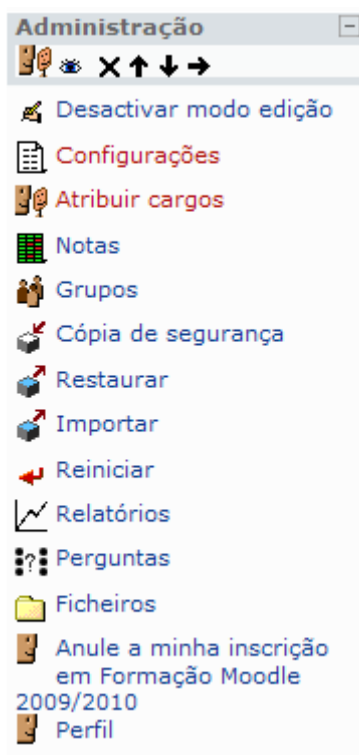 Administração
Desactivar modo edição
Configurações
Atribuir cargos
Notas
Grupos
Cópia de segurança
Restaurar
Importar
Reiniciar
Relatórios
Perguntas
Ficheiros
Anule a minha inscrição
em Formação Moodle
2009/2010
Perfil